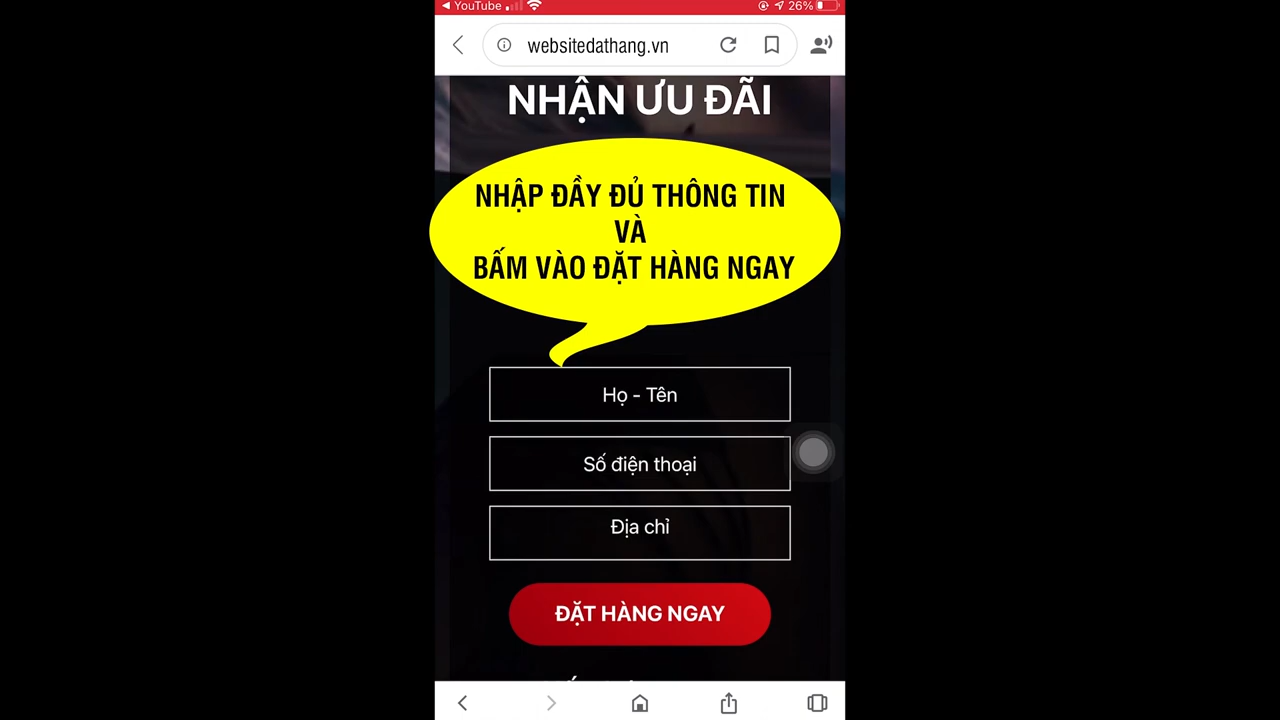 YouTube
26%
websitedathang.vn
NHẬN ƯU ĐÃI
NHẬP ĐẦY ĐỦ THÔNG TIN
VÀ
BẤM VÀO ĐẶT HÀNG NGAY
Họ - Tên
Số điện thoại
Địa chỉ
ĐẶT HÀNG NGAY